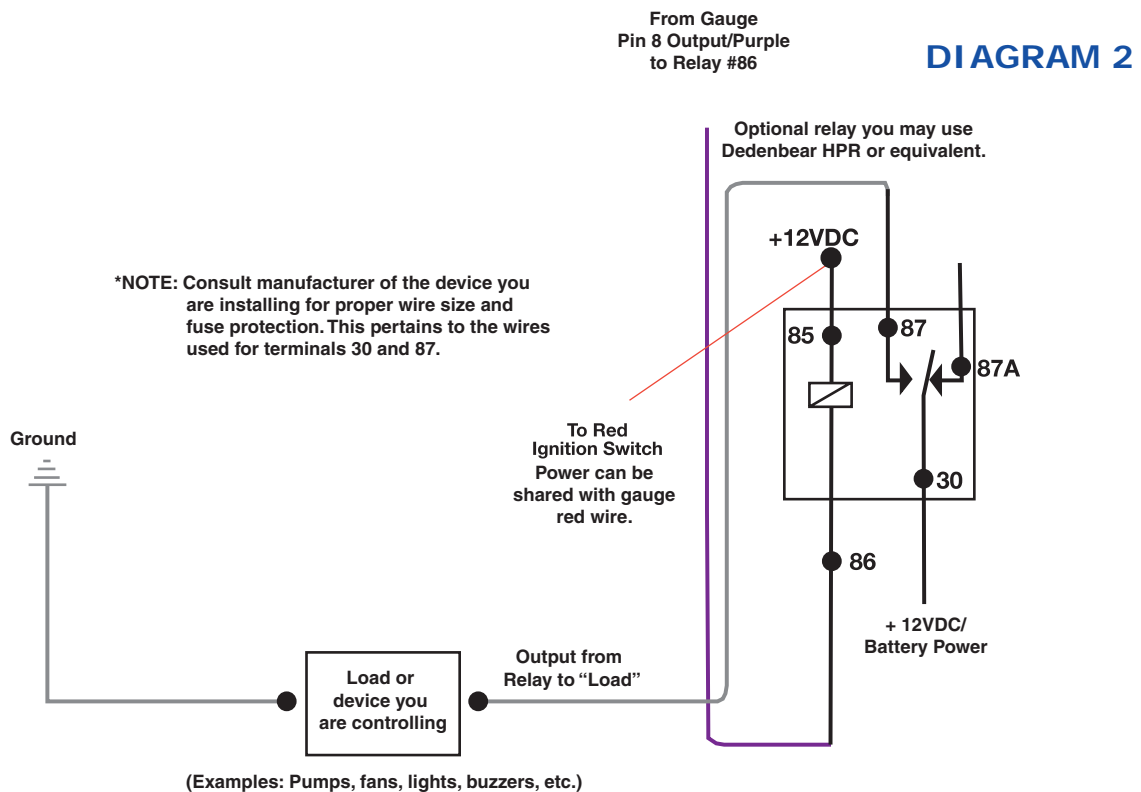 From Gauge
Pin 8 Output/Purple
to Relay #86
DIAGRAM 2
Optional relay you may use
Dedenbear HPR or equivalent.
+12VDC
*NOTE: Consult manufacturer of the device you
are installing for proper wire size and
fuse protection. This pertains to the wires
used for terminals 30 and 87.
85
87
87A
To Red
Ignition Switch
Power can be
shared with gauge
red wire.
30
Ground
86
+ 12VDC/
Battery Power
Output from
Relay to “Load”
Load or
device you
are controlling
(Examples: Pumps, fans, lights, buzzers, etc.)